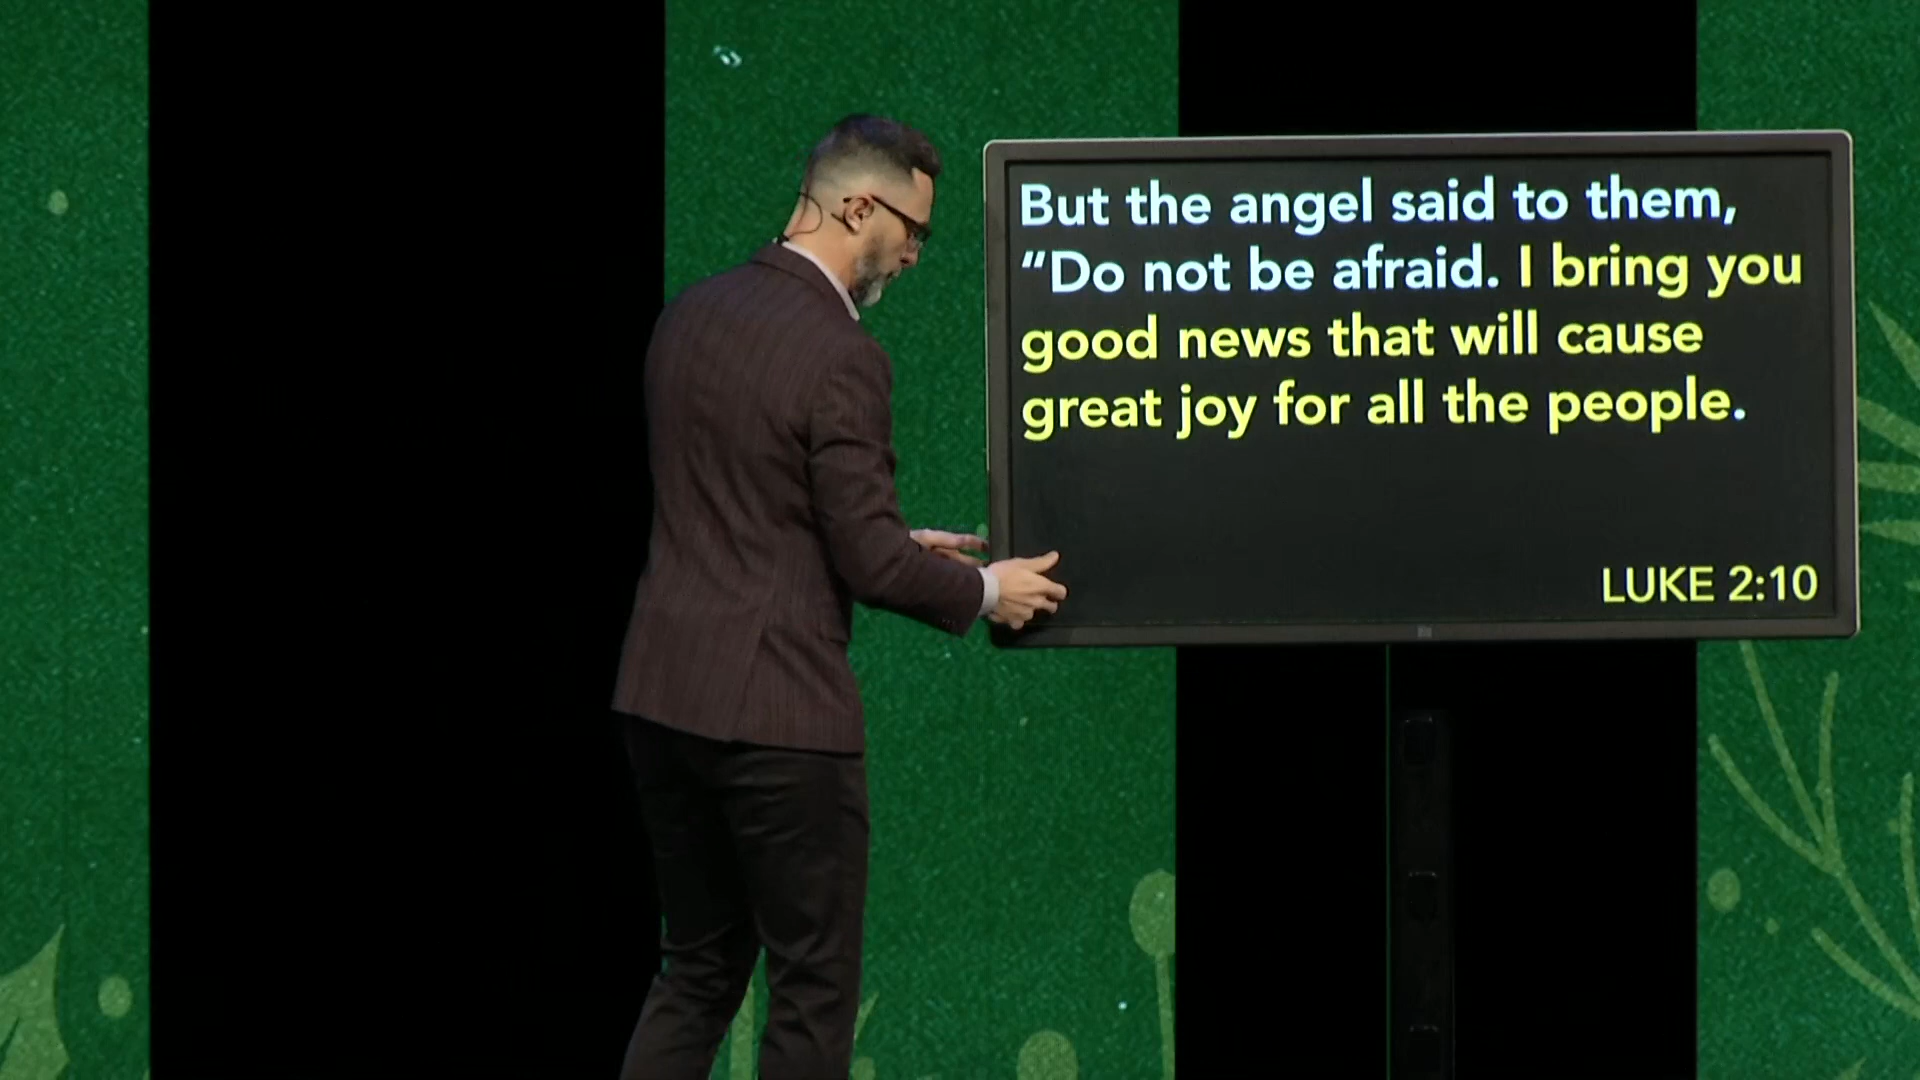 But the angel said to them,
“Do not be afraid. I bring you
good news that will cause
great joy for all the people.
LUKE 2:10